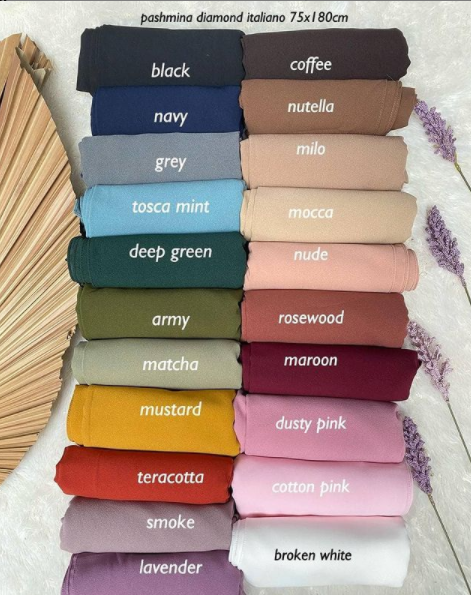 pashmina diamond italiano 75x180cm
black
coffee
navy
nutella
grey
milo
tosca mint
mocca
deep green
nude
army
rosewood
matcha
maroon
mustard
dusty pink
teracotta
cotton pink
smoke
broken white
lavender